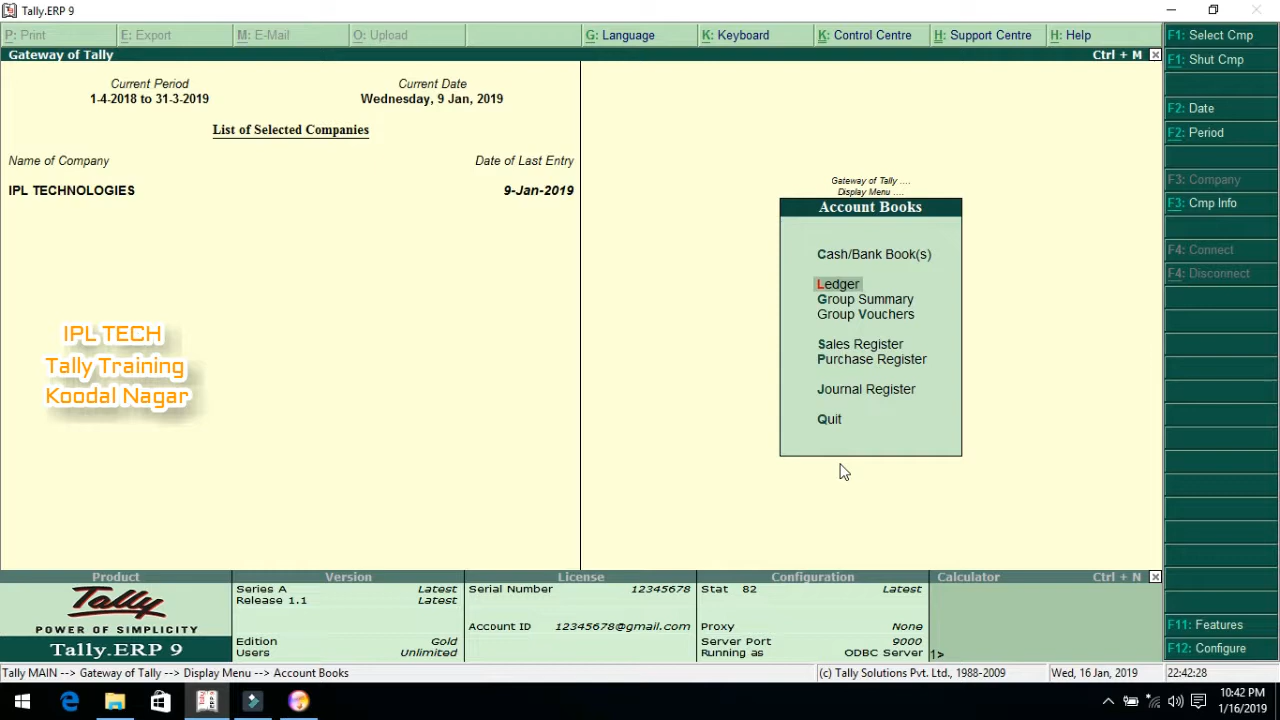 Tally.ERP 9
P: Print
E: Export
M: E-Mail
O: Upload
G: Language
K: Keyboard
K: Control Centre
H: Support Centre
H: Help
F1: Select Cmp
F1: Shut Cmp
F2: Date
F2: Period
F3: Company
F3: Cmp Info
F4: Connect
F4: Disconnect
F11: Features
F12: Configure
Gateway of Tally
Ctrl + M
Current Period
1-4-2018 to 31-3-2019
Current Date
Wednesday, 9 Jan, 2019
List of Selected Companies
Name of Company
Date of Last Entry
IPL TECHNOLOGIES
9-Jan-2019
IPL TECH
Tally Training
Koodal Nagar
Gateway of Tally ....
Display Menu ....
Account Books
Cash/Bank Book(s)
Ledger
Group Summary
Group Vouchers
Sales Register
Purchase Register
Journal Register
Quit
Product
Tally
POWER OF SIMPLICITY
Tally.ERP 9
Version
Series A Latest
Release 1.1 Latest
Edition Gold
Users Unlimited
License
Serial Number 12345678
Account ID 12345678@gmail.com
Configuration
Stat 82 Latest
Proxy None
Server Port 9000
Running as ODBC Server
Calculator
Ctrl + N
1>
Tally MAIN --> Gateway of Tally --> Display Menu --> Account Books
(c) Tally Solutions Pvt. Ltd., 1988-2009
Wed, 16 Jan, 2019
22:42:28
10:42 PM
1/16/2019